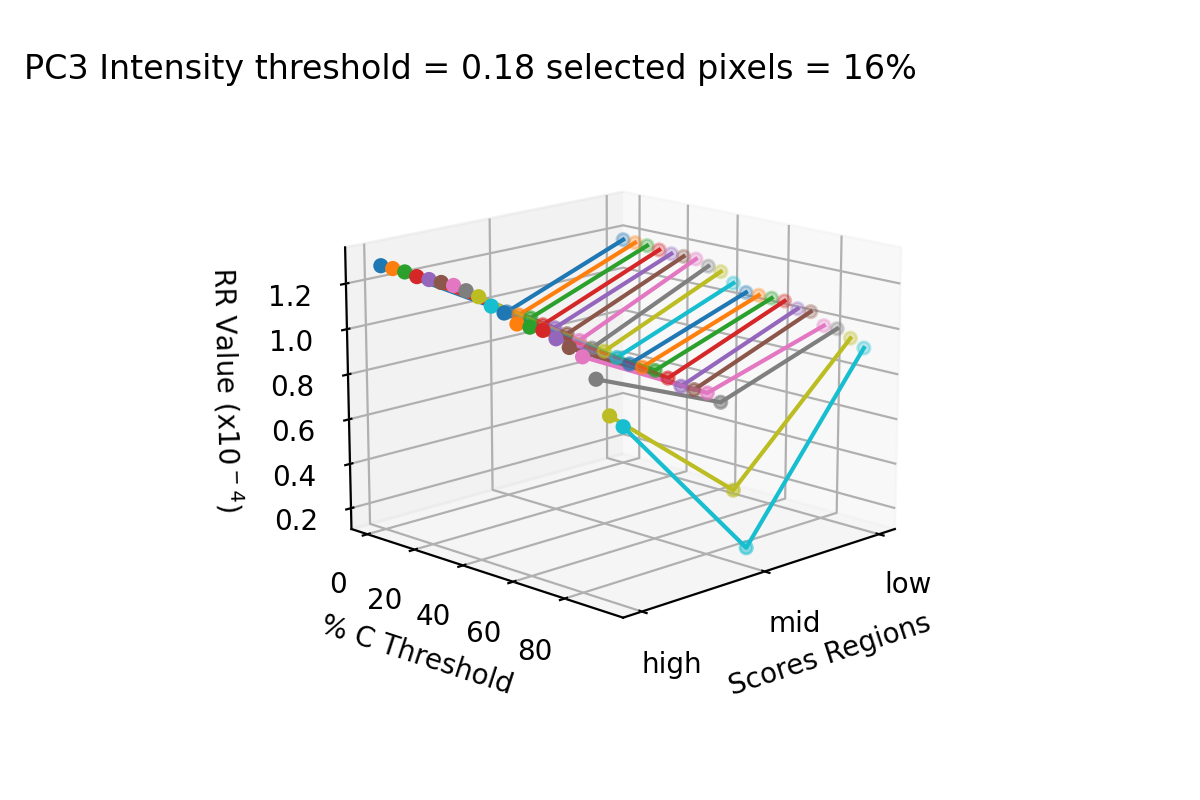 PC3 Intensity threshold = 0.18 selected pixels = 16%
RR Value (x10⁻⁴)
1.2
1.0
0.8
0.6
0.4
0.2
0
20
40
60
80
% C Threshold
high
mid
low
Scores Regions